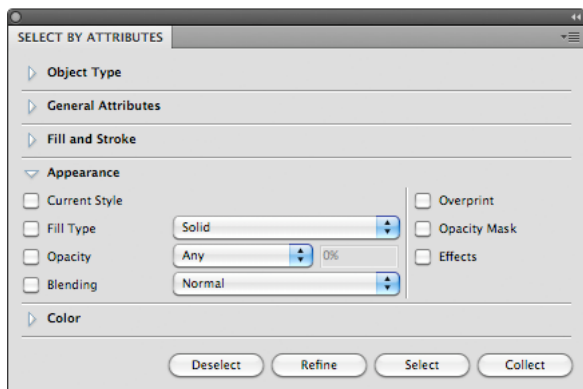 SELECT BY ATTRIBUTES
Object Type
General Attributes
Fill and Stroke
Appearance
Current Style
Overprint
Fill Type Solid
Opacity Mask
Opacity Any 0%
Effects
Blending Normal
Color
Deselect Refine Select Collect